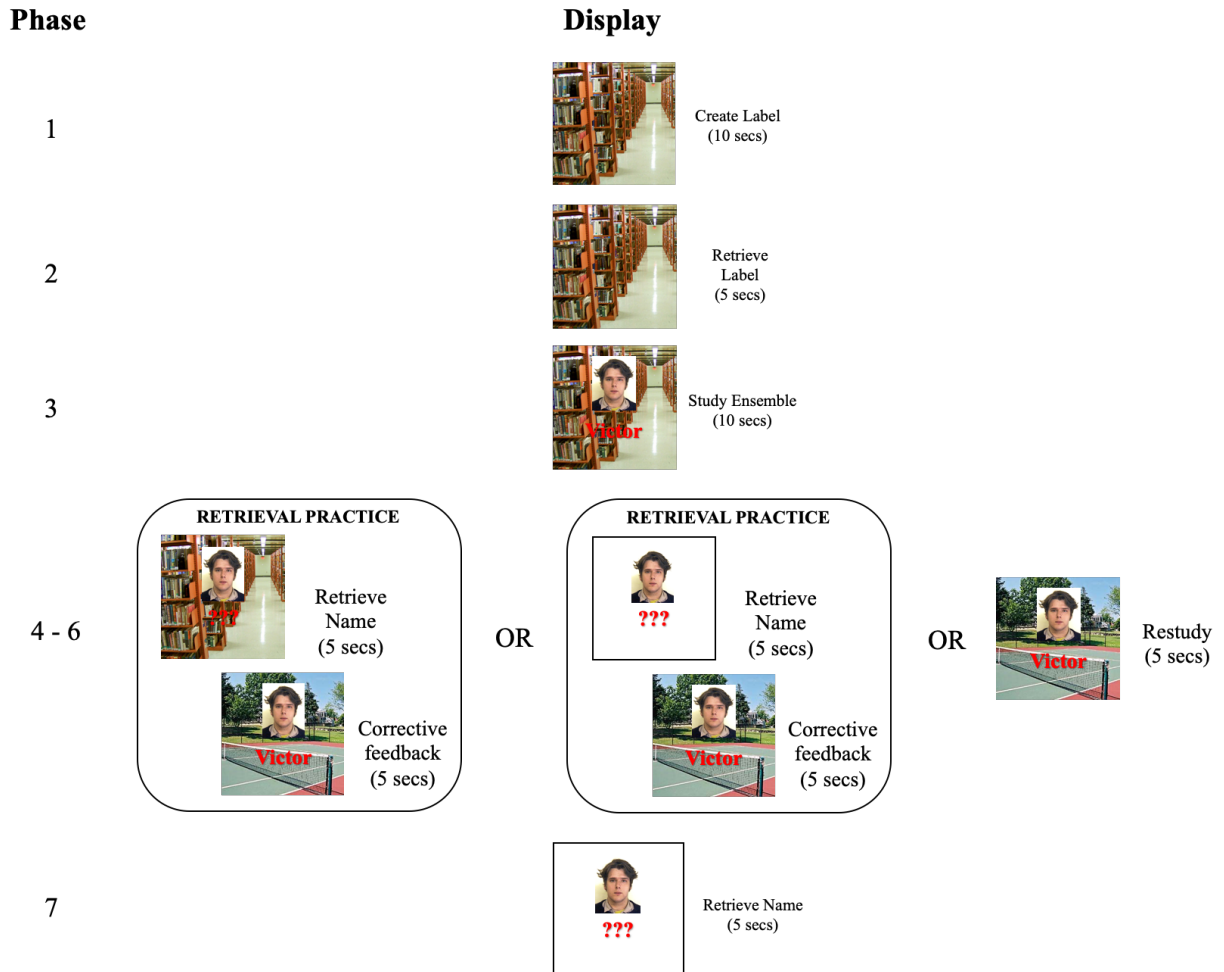 Phase
Display
1
Create Label
(10 secs)
2
Retrieve
Label
(5 secs)
3
Victor
Study Ensemble
(10 secs)
4 - 6
RETRIEVAL PRACTICE
???
Retrieve
Name
(5 secs)
Victor
Corrective
feedback
(5 secs)
OR
RETRIEVAL PRACTICE
???
Retrieve
Name
(5 secs)
Victor
Corrective
feedback
(5 secs)
OR
Victor
Restudy
(5 secs)
7
???
Retrieve Name
(5 secs)